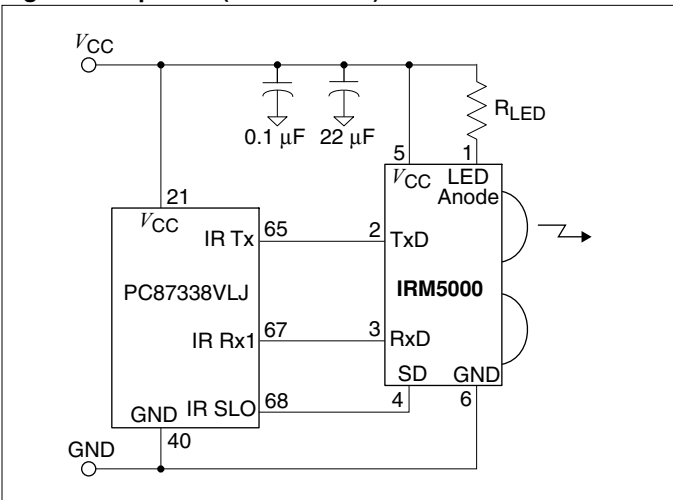 VCC
RLED
0.1 µF 22 µF
5 1
VCC LED
Anode
21
VCC
IR Tx 65 2 TxD
PC87338VLJ IRM5000
IR Rx1 67 3 RxD
SD GND
IR SLO 68 4 6
GND
40
GND